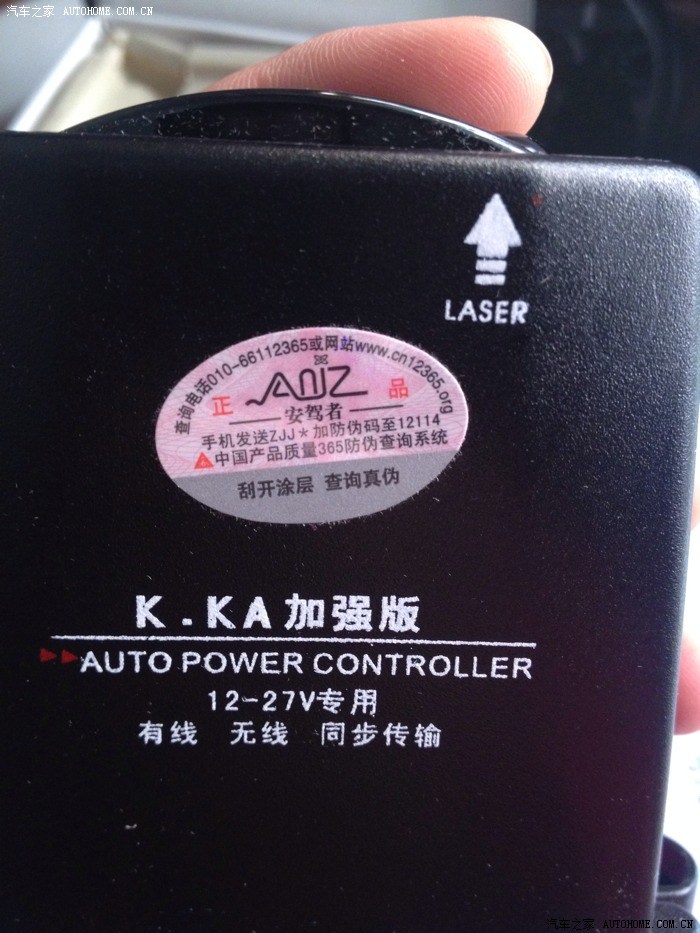 汽车之家 AUTOHOME.COM.CN
LASER
查询电话010-66112365或网站www.cn12365.org
ANZ
正 品
安驾者
手机发送ZJJ*加防伪码至12114
中国产品质量365防伪查询系统
刮开涂层 查询真伪
K.KA加强版
AUTO POWER CONTROLLER
12-27V专用
有线 无线 同步传输
汽车之家 AUTOHOME.COM.CN